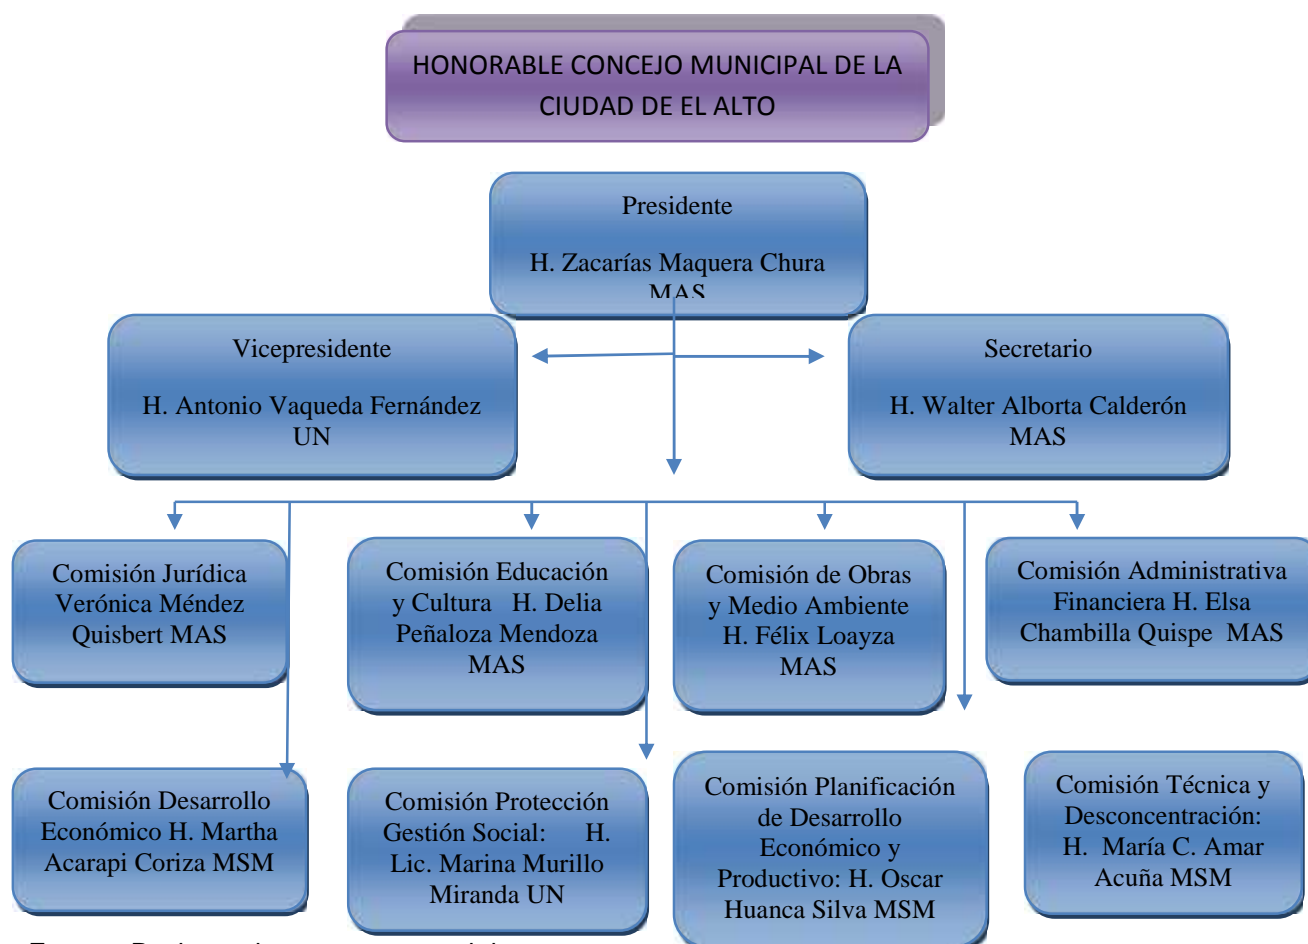 HONORABLE CONCEJO MUNICIPAL DE LA
CIUDAD DE EL ALTO
Presidente
H. Zacarías Maquera Chura
MAS
Vicepresidente
H. Antonio Vaqueda Fernández
UN
Secretario
H. Walter Alborta Calderón
MAS
Comisión Jurídica
Verónica Méndez
Quisbert MAS
Comisión Educación
y Cultura H. Delia
Peñaloza Mendoza
MAS
Comisión de Obras
y Medio Ambiente
H. Félix Loayza
MAS
Comisión Administrativa
Financiera H. Elsa
Chambilla Quispe MAS
Comisión Desarrollo
Económico H. Martha
Acarapi Coriza MSM
Comisión Protección
Gestión Social: H.
Lic. Marina Murillo
Miranda UN
Comisión Planificación
de Desarrollo
Económico y
Productivo: H. Oscar
Huanca Silva MSM
Comisión Técnica y
Desconcentración:
H. María C. Amar
Acuña MSM